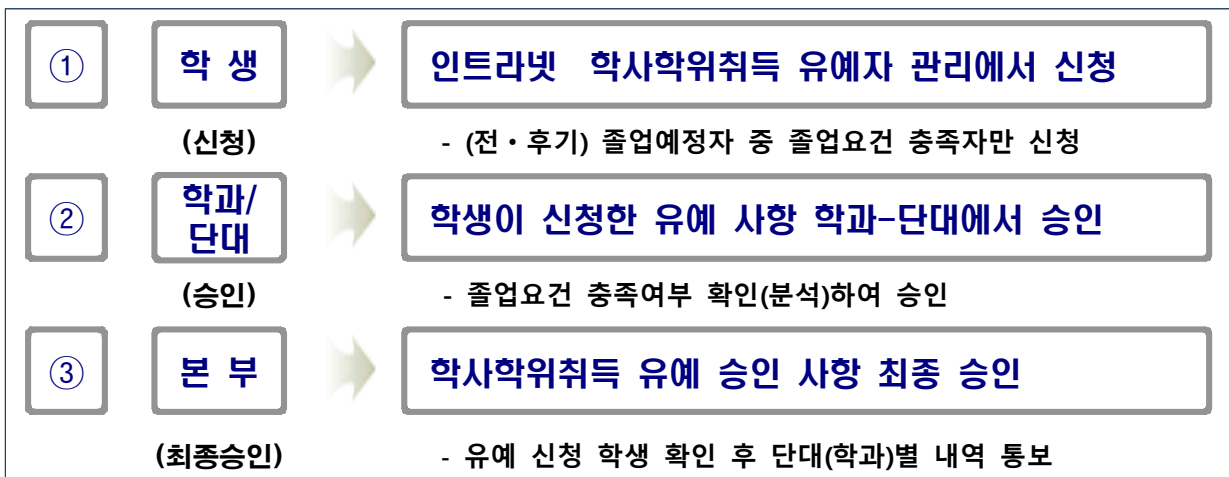 ① 학 생 인트라넷 학사학위취득 유예자 관리에서 신청
(신청) - (전・후기) 졸업예정자 중 졸업요건 충족자만 신청
② 학과/
단대 학생이 신청한 유예 사항 학과-단대에서 승인
(승인) - 졸업요건 충족여부 확인(분석)하여 승인
③ 본 부 학사학위취득 유예 승인 사항 최종 승인
(최종승인) - 유예 신청 학생 확인 후 단대(학과)별 내역 통보